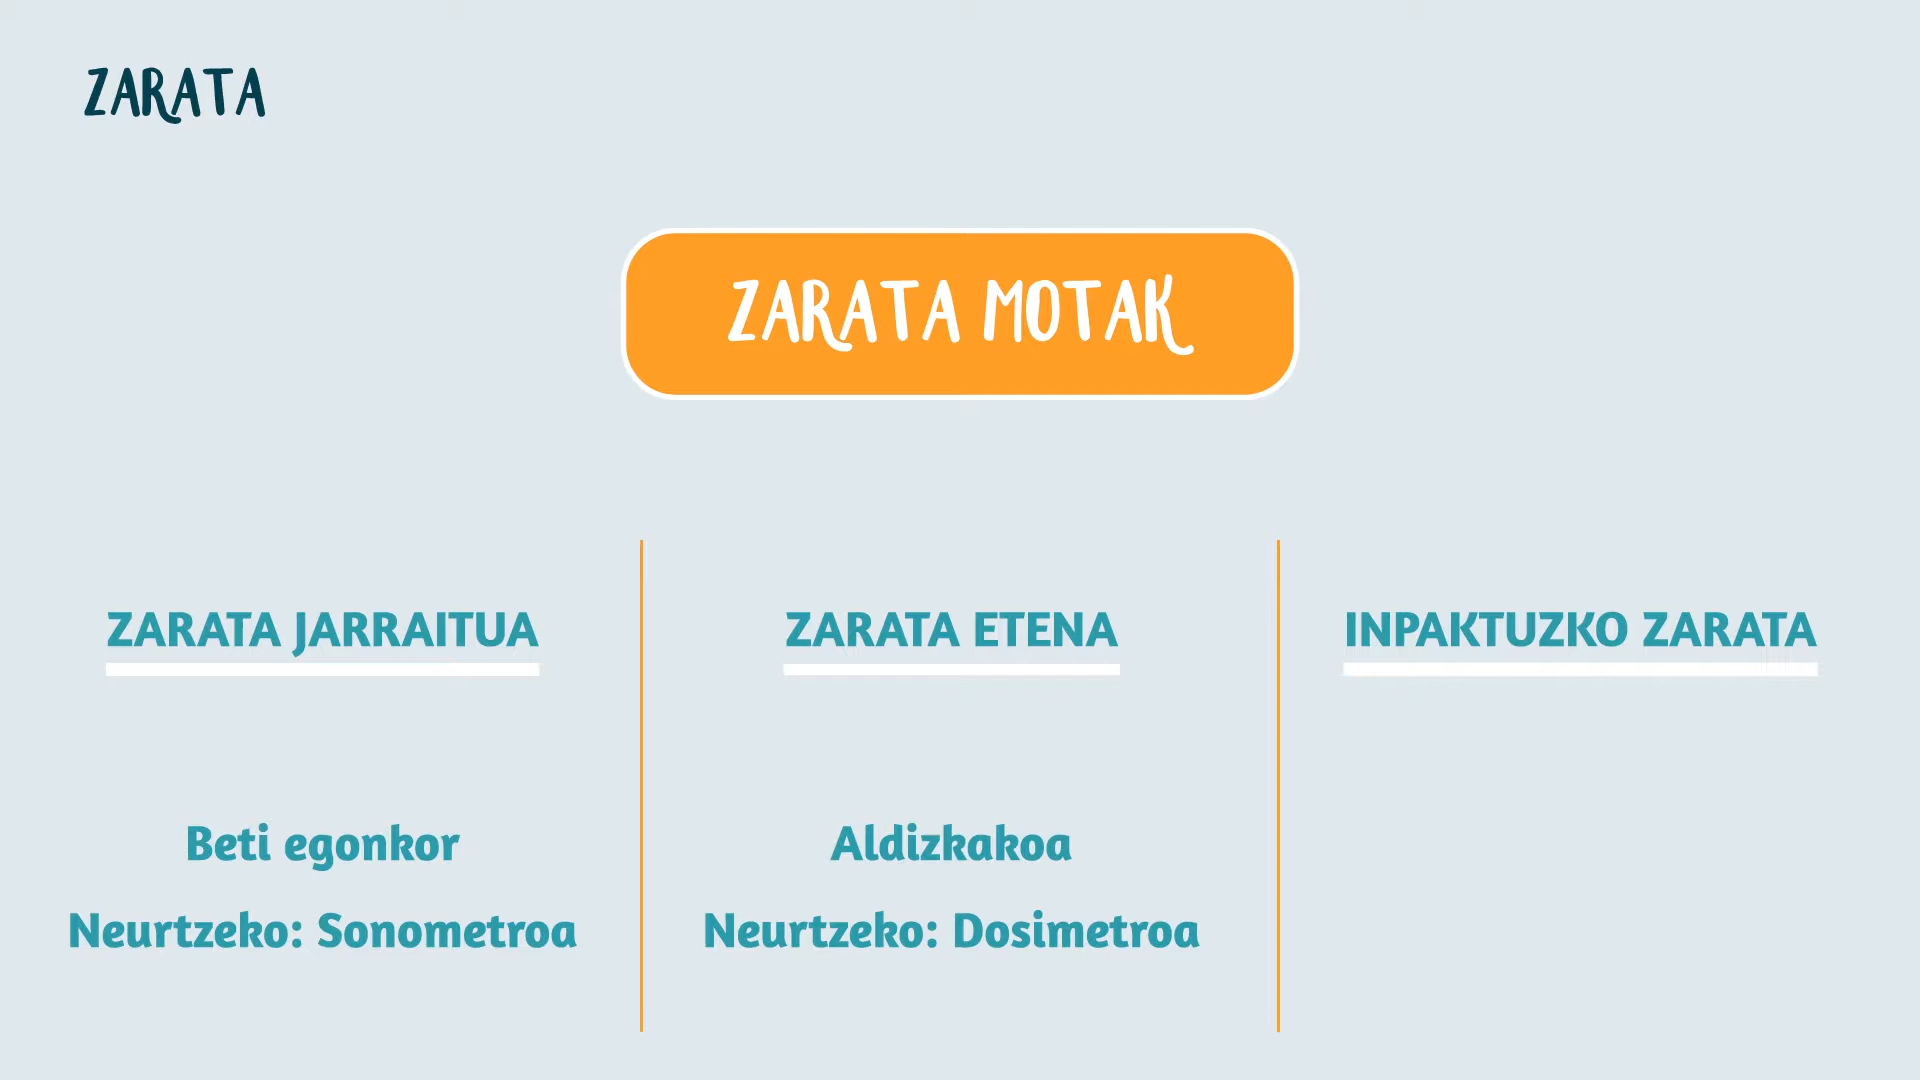 ZARATA
ZARATA MOTAK
ZARATA JARRAITUA
Beti egonkor
Neurtzeko: Sonometroa
ZARATA ETENA
Aldizkakoa
Neurtzeko: Dosimetroa
INPAKTUZKO ZARATA